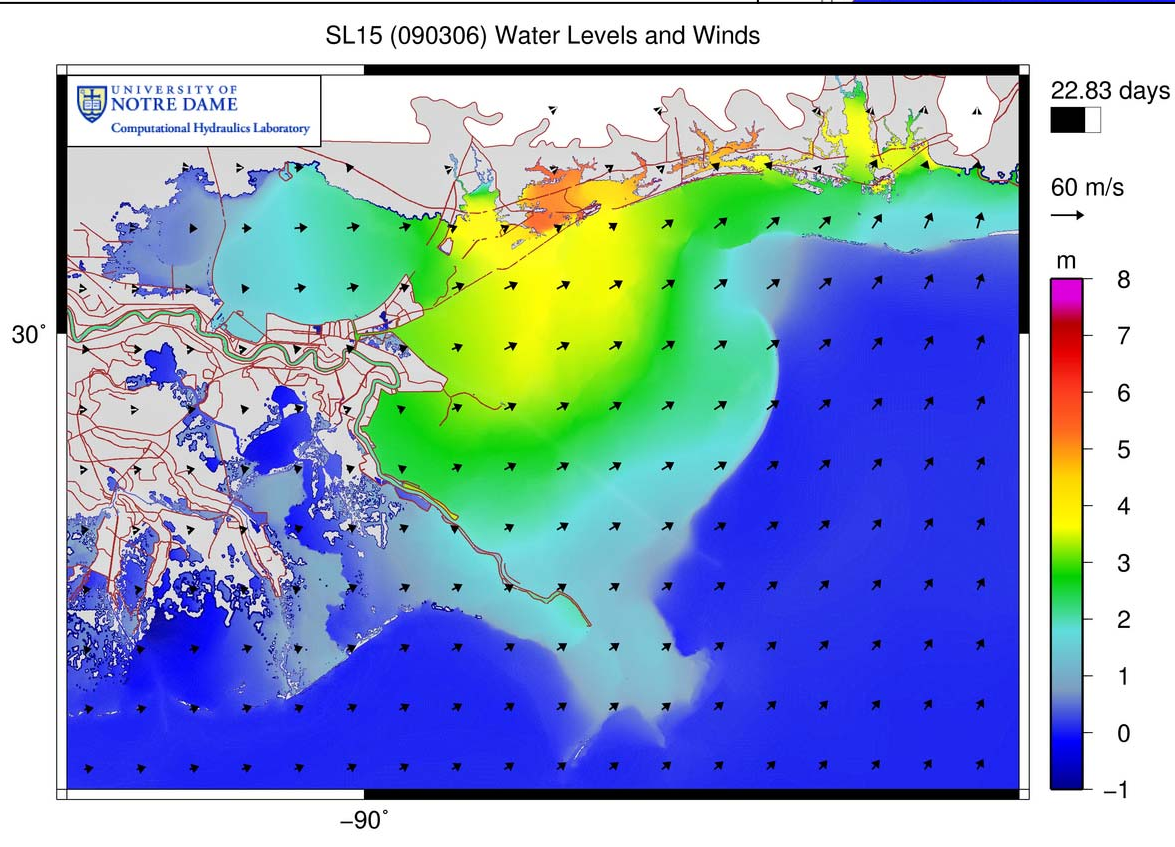 SL15 (090306) Water Levels and Winds
UNIVERSITY OF
NOTRE DAME
Computational Hydraulics Laboratory
22.83 days
60 m/s
m
8
7
6
5
4
3
2
1
0
−1
30°
−90°